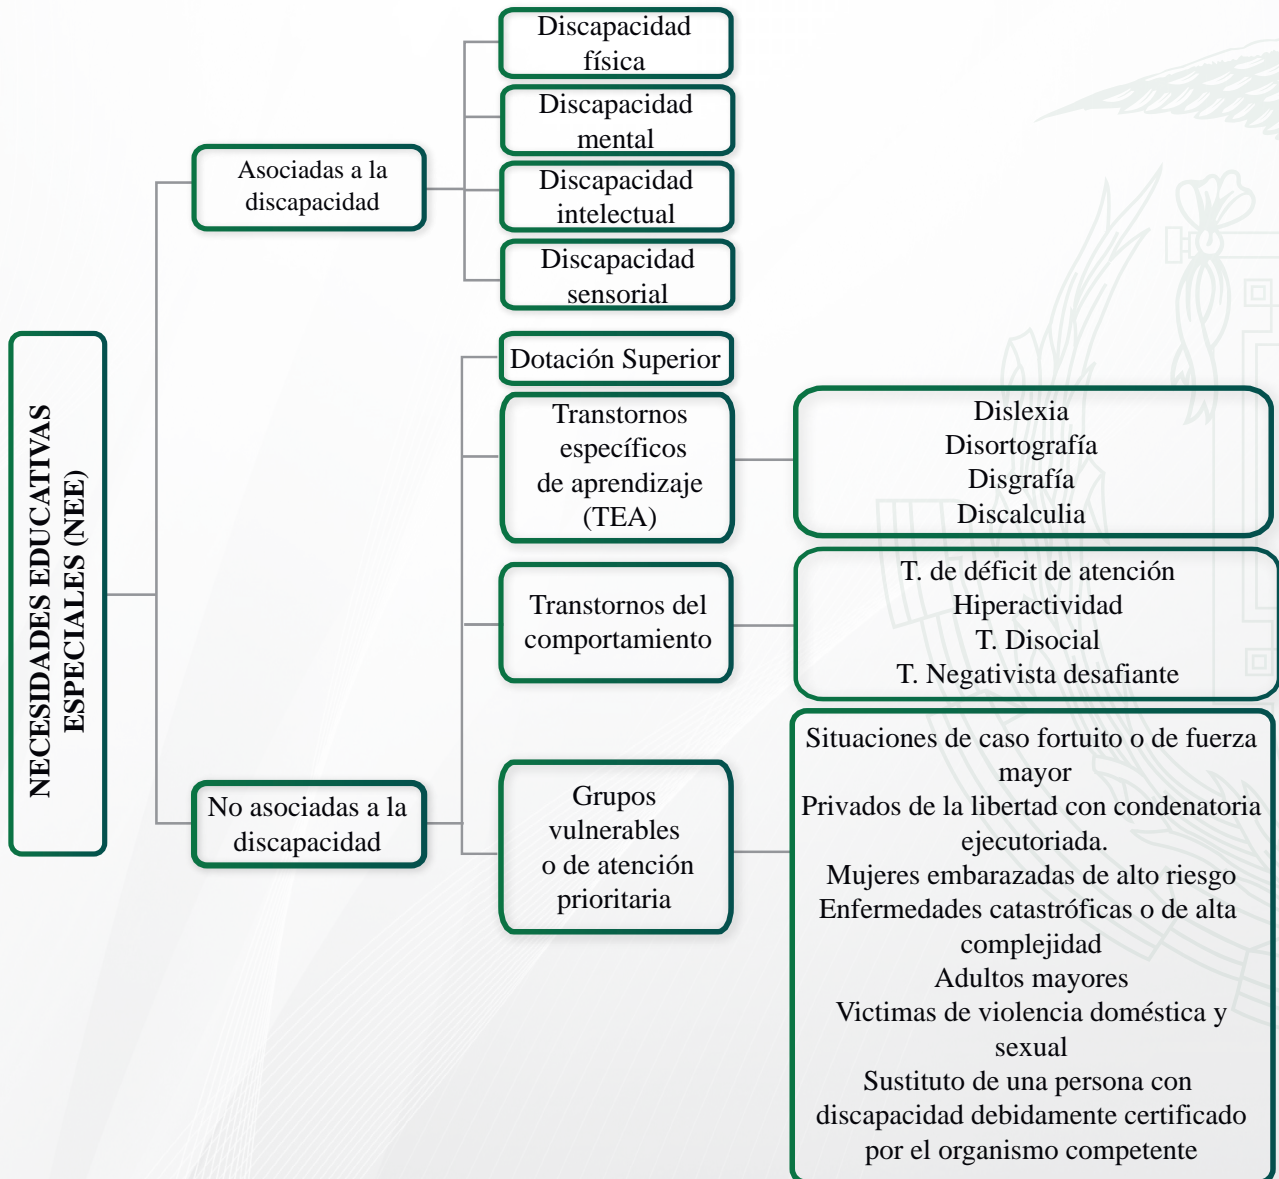 NECESIDADES EDUCATIVAS
ESPECIALES (NEE)
Asociadas a la
discapacidad
Discapacidad
física
Discapacidad
mental
Discapacidad
intelectual
Discapacidad
sensorial
No asociadas a la
discapacidad
Dotación Superior
Transtornos
específicos
de aprendizaje
(TEA)
Dislexia
Disortografía
Disgrafía
Discalculia
Transtornos del
comportamiento
T. de déficit de atención
Hiperactividad
T. Disocial
T. Negativista desafiante
Grupos
vulnerables
o de atención
prioritaria
Situaciones de caso fortuito o de fuerza
mayor
Privados de la libertad con condenatoria
ejecutoriada.
Mujeres embarazadas de alto riesgo
Enfermedades catastróficas o de alta
complejidad
Adultos mayores
Victimas de violencia doméstica y
sexual
Sustituto de una persona con
discapacidad debidamente certificado
por el organismo competente